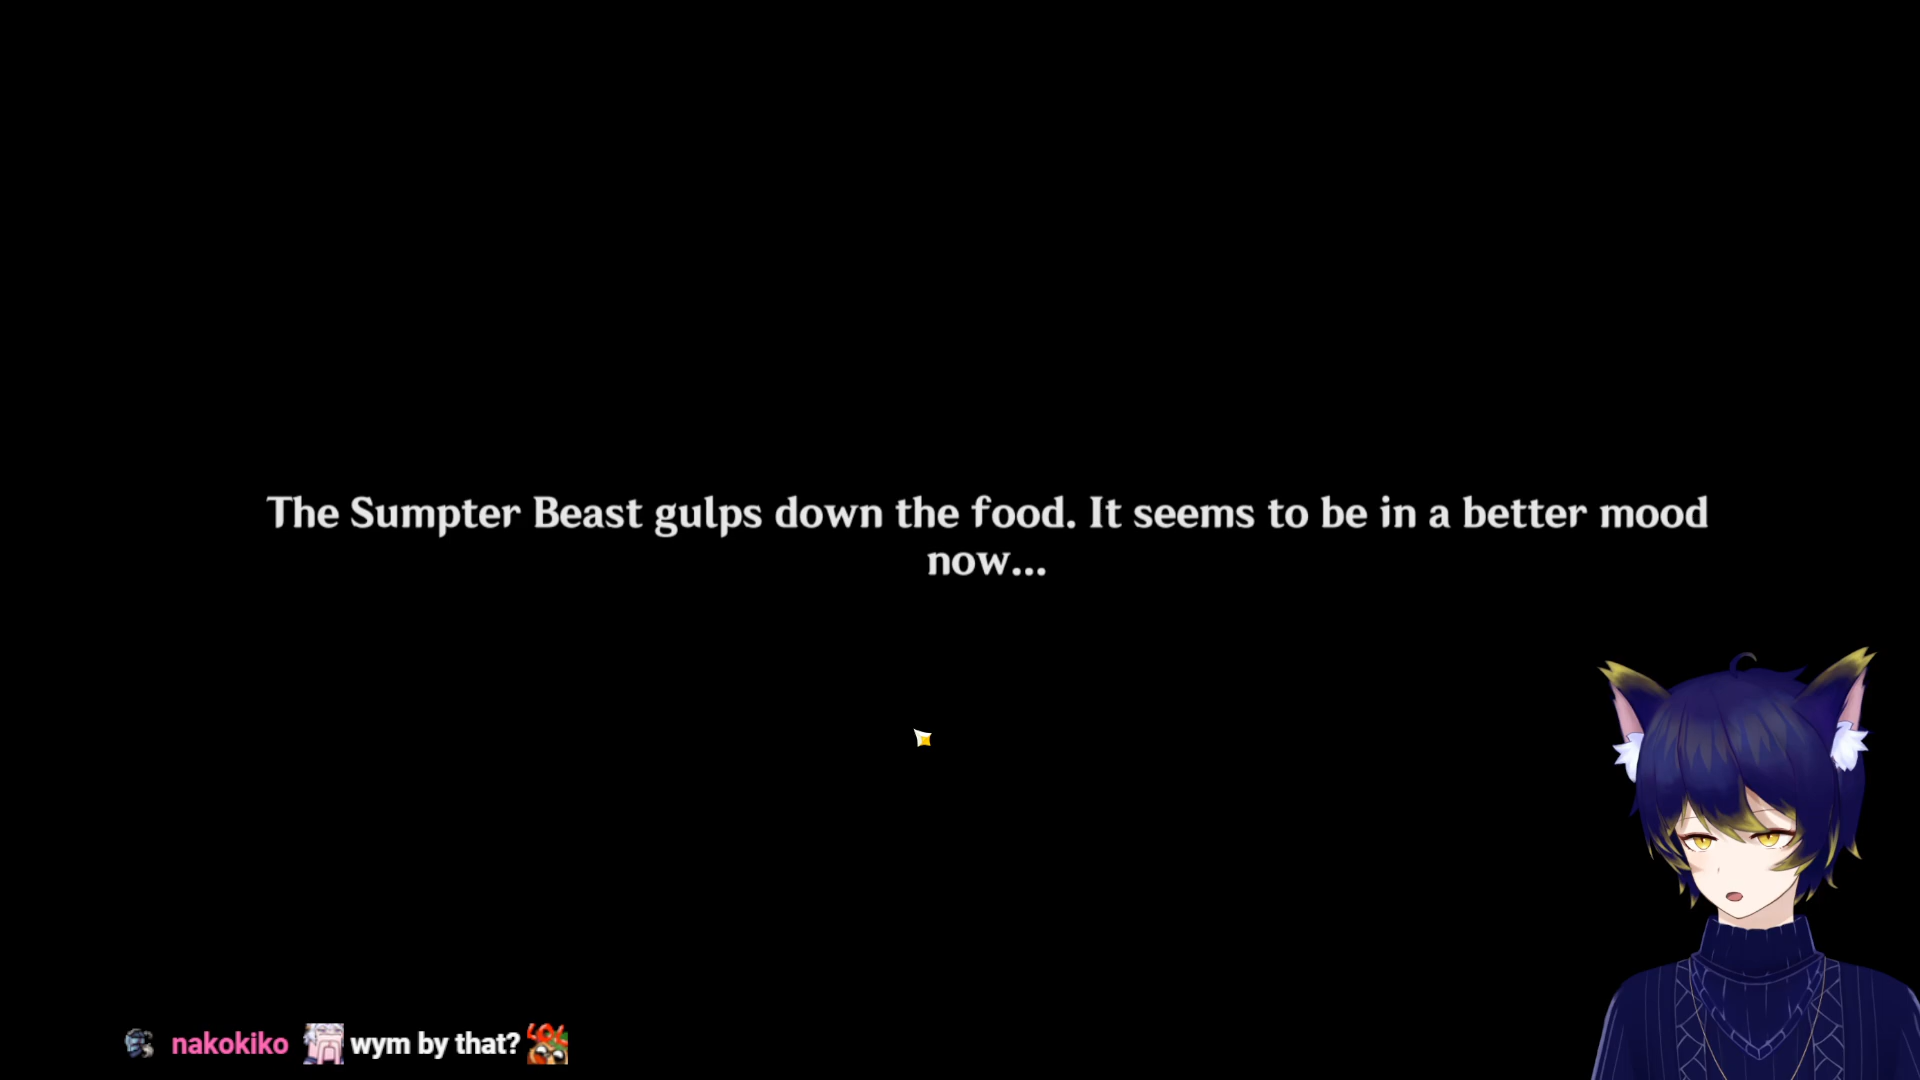 The Sumpter Beast gulps down the food. It seems to be in a better mood
now...
nakokiko wym by that?